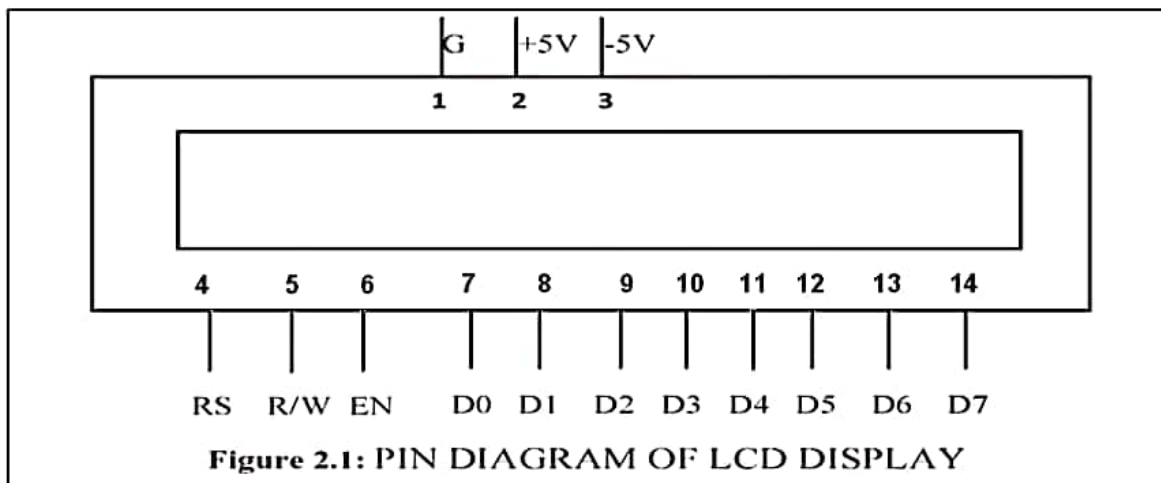 G +5V -5V
1 2 3
4 5 6 7 8 9 10 11 12 13 14
RS R/W EN D0 D1 D2 D3 D4 D5 D6 D7
Figure 2.1: PIN DIAGRAM OF LCD DISPLAY